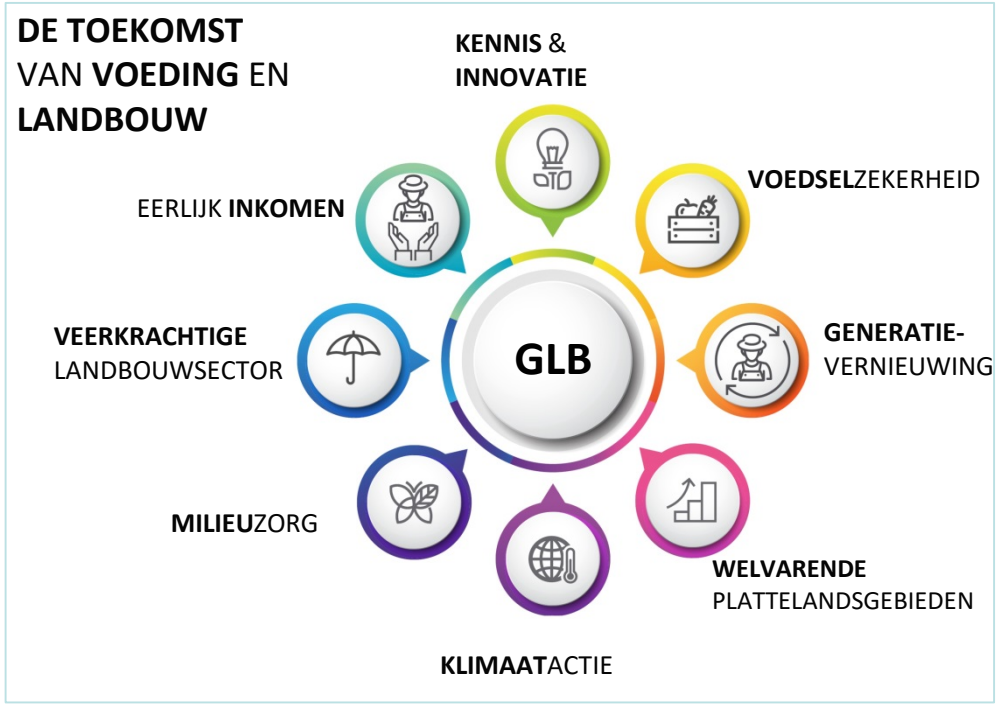 DE TOEKOMST
VAN VOEDING EN
LANDBOUW
KENNIS &
INNOVATIE
VOEDSELZEKERHEID
EERLIJK INKOMEN
GENERATIE-
VERNIEUWING
VEERKRACHTIGE
LANDBOUWSECTOR
GLB
MILIEUZORG
WELVARENDE
PLATTELANDSGEBIEDEN
KLIMAATACTIE